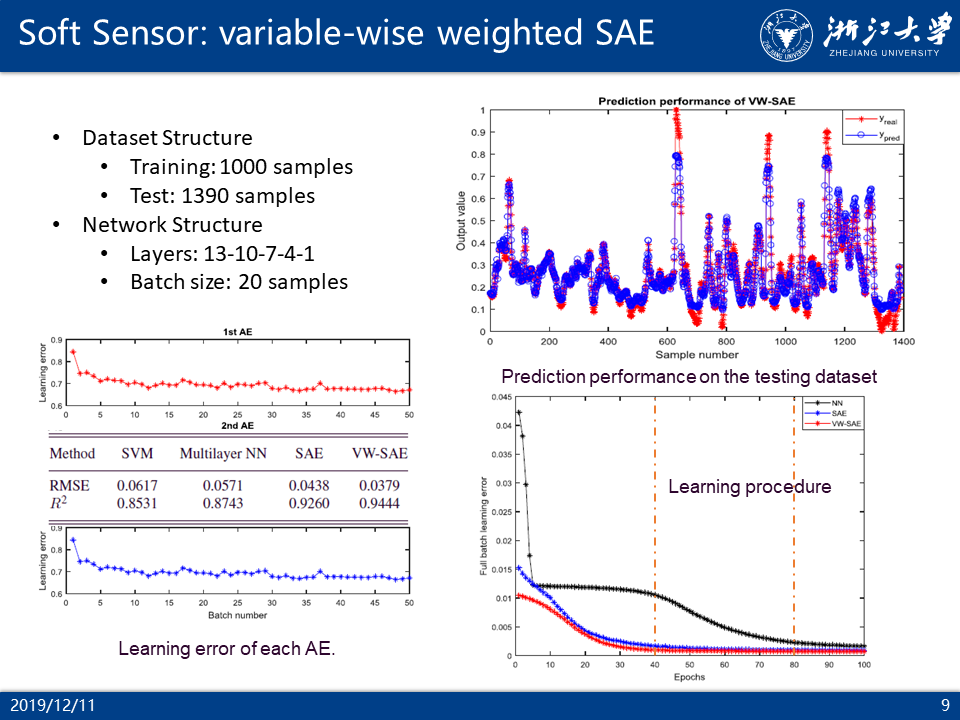 Soft Sensor: variable-wise weighted SAE
浙江大学
ZHEJIANG UNIVERSITY
• Dataset Structure
• Training: 1000 samples
• Test: 1390 samples
• Network Structure
• Layers: 13-10-7-4-1
• Batch size: 20 samples
Prediction performance of VW-SAE
y_real
y_pred
Output value
1
0.9
0.8
0.7
0.6
0.5
0.4
0.3
0.2
0.1
0
0 200 400 600 800 1000 1200 1400
Sample number
Prediction performance on the testing dataset
1st AE
Learning error
0.9
0.8
0.7
0.6
0 5 10 15 20 25 30 35 40 45 50
2nd AE
Method SVM Multilayer NN SAE VW-SAE
RMSE 0.0617 0.0571 0.0438 0.0379
R² 0.8531 0.8743 0.9260 0.9444
Learning error
0.9
0.8
0.7
0.6
0 5 10 15 20 25 30 35 40 45 50
Batch number
Learning error of each AE.
NN
SAE
VW-SAE
Learning procedure
Full batch learning error
0.045
0.04
0.035
0.03
0.025
0.02
0.015
0.01
0.005
0
0 10 20 30 40 50 60 70 80 90 100
Epochs
2019/12/11
9